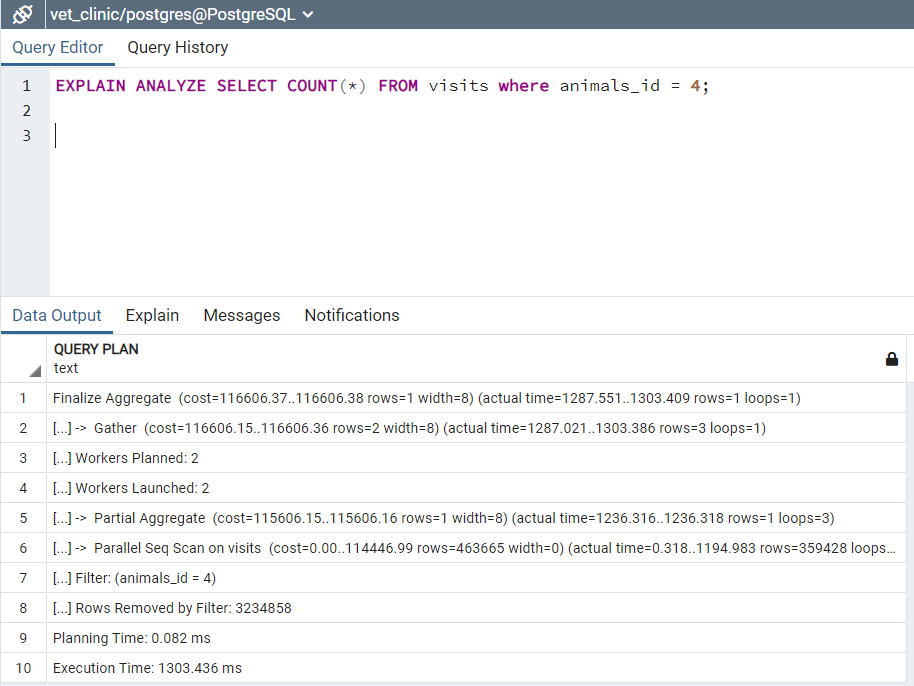 vet_clinic/postgres@PostgreSQL
Query Editor Query History
1 EXPLAIN ANALYZE SELECT COUNT(*) FROM visits where animals_id = 4;
2
3
Data Output Explain Messages Notifications
QUERY PLAN
text
1 Finalize Aggregate (cost=116606.37..116606.38 rows=1 width=8) (actual time=1287.551..1303.409 rows=1 loops=1)
2 [...] -> Gather (cost=116606.15..116606.36 rows=2 width=8) (actual time=1287.021..1303.386 rows=3 loops=1)
3 [...] Workers Planned: 2
4 [...] Workers Launched: 2
5 [...] -> Partial Aggregate (cost=115606.15..115606.16 rows=1 width=8) (actual time=1236.316..1236.318 rows=1 loops=3)
6 [...] -> Parallel Seq Scan on visits (cost=0.00..114446.99 rows=463665 width=0) (actual time=0.318..1194.983 rows=359428 loops...
7 [...] Filter: (animals_id = 4)
8 [...] Rows Removed by Filter: 3234858
9 Planning Time: 0.082 ms
10 Execution Time: 1303.436 ms